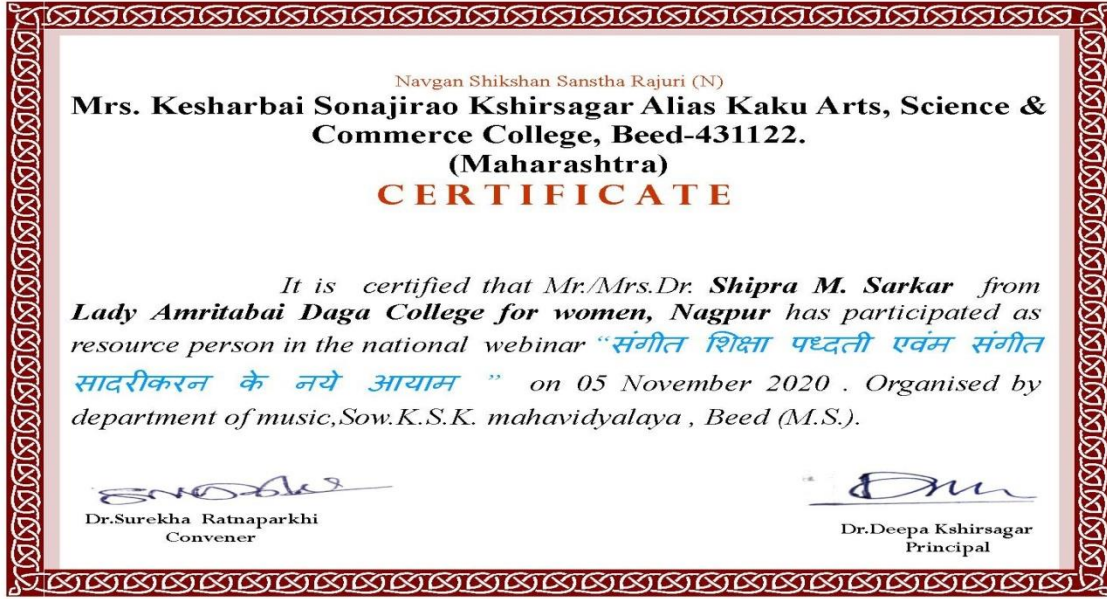 Navgan Shikshan Sanstha Rajuri (N)
Mrs. Kesharbai Sonajirao Kshirsagar Alias Kaku Arts, Science &
Commerce College, Beed-431122.
(Maharashtra)
CERTIFICATE
It is certified that Mr./Mrs.Dr. Shipra M. Sarkar from
Lady Amritabai Daga College for women, Nagpur has participated as
resource person in the national webinar “संगीत शिक्षा पध्दती एवंम संगीत
सादरीकरन के नये आयाम ” on 05 November 2020 . Organised by
department of music,Sow.K.S.K. mahavidyalaya , Beed (M.S.).
Dr.Surekha Ratnaparkhi
Convener
Dr.Deepa Kshirsagar
Principal